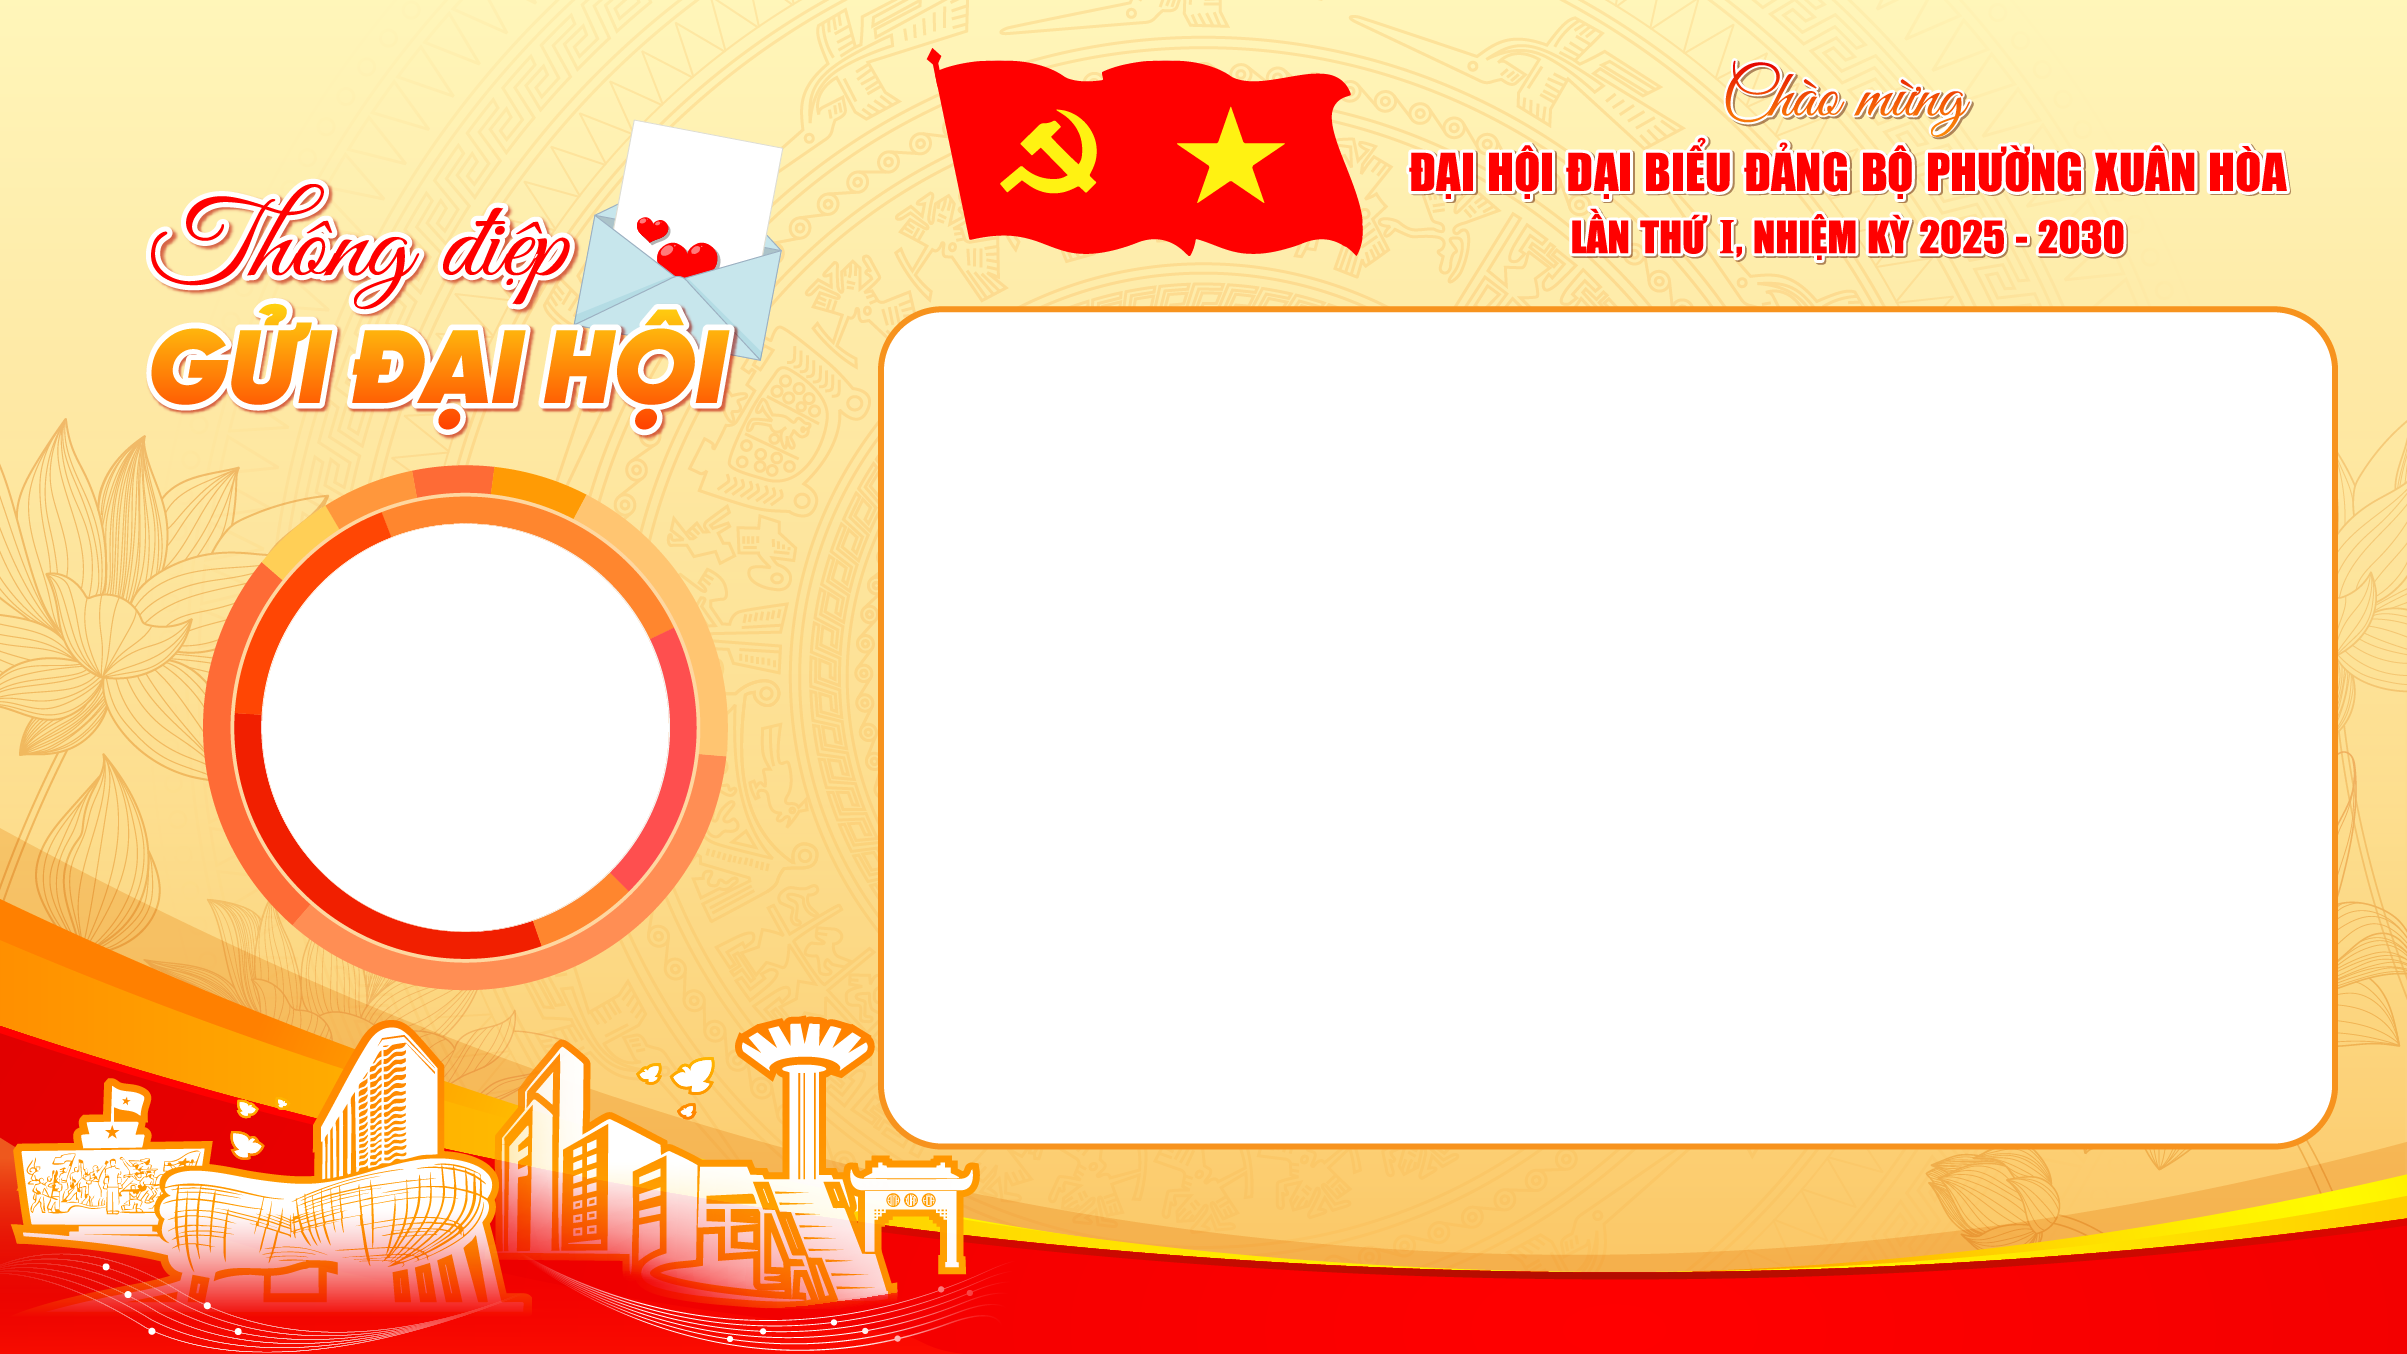 Thông điệp
GỬI ĐẠI HỘI
Chào mừng
ĐẠI HỘI ĐẠI BIỂU ĐẢNG BỘ PHƯỜNG XUÂN HÒA
LẦN THỨ I, NHIỆM KỲ 2025 - 2030